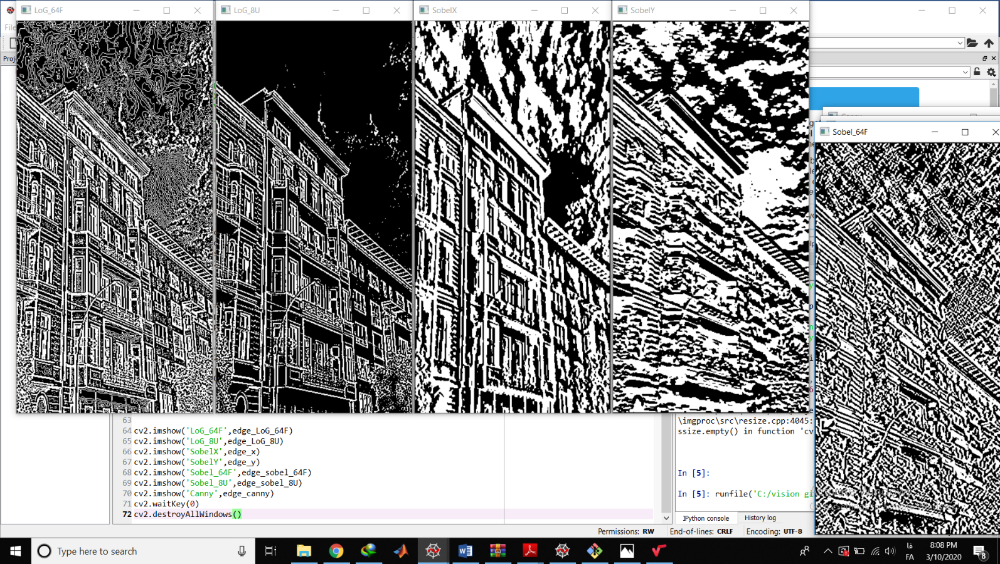 LoG_64F
LoG_8U
SobelX
SobelY
File
Proj
Sobel_64F
63
64 cv2.imshow('LoG_64F',edge_LoG_64F)
65 cv2.imshow('LoG_8U',edge_LoG_8U)
66 cv2.imshow('SobelX',edge_x)
67 cv2.imshow('SobelY',edge_y)
68 cv2.imshow('Sobel_64F',edge_sobel_64F)
69 cv2.imshow('Sobel_8U',edge_sobel_8U)
70 cv2.imshow('Canny',edge_canny)
71 cv2.waitKey(0)
72 cv2.destroyAllWindows()
\imgproc\src\resize.cpp:4045:
ssize.empty() in function 'cv
In [5]:
In [5]: runfile('C:/vision gi
IPython console
History log
Permissions: RW
End-of-lines: CRLF
Encoding: UTF-8
Type here to search
فا
FA
8:08 PM
3/10/2020
8